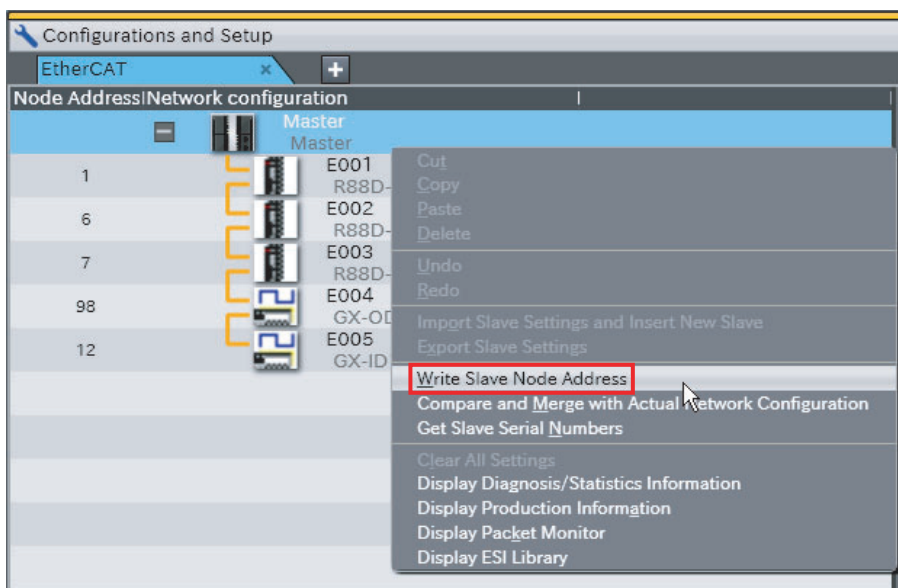 Configurations and Setup
EtherCAT
Node Address|Network configuration
Master
Master
1 E001
R88D-
6 E002
R88D-
7 E003
R88D-
98 E004
GX-OD
12 E005
GX-ID
Cut
Copy
Paste
Delete
Undo
Redo
Import Slave Settings and Insert New Slave
Export Slave Settings
Write Slave Node Address
Compare and Merge with Actual Network Configuration
Get Slave Serial Numbers
Clear All Settings
Display Diagnosis/Statistics Information
Display Production Information
Display Packet Monitor
Display ESI Library